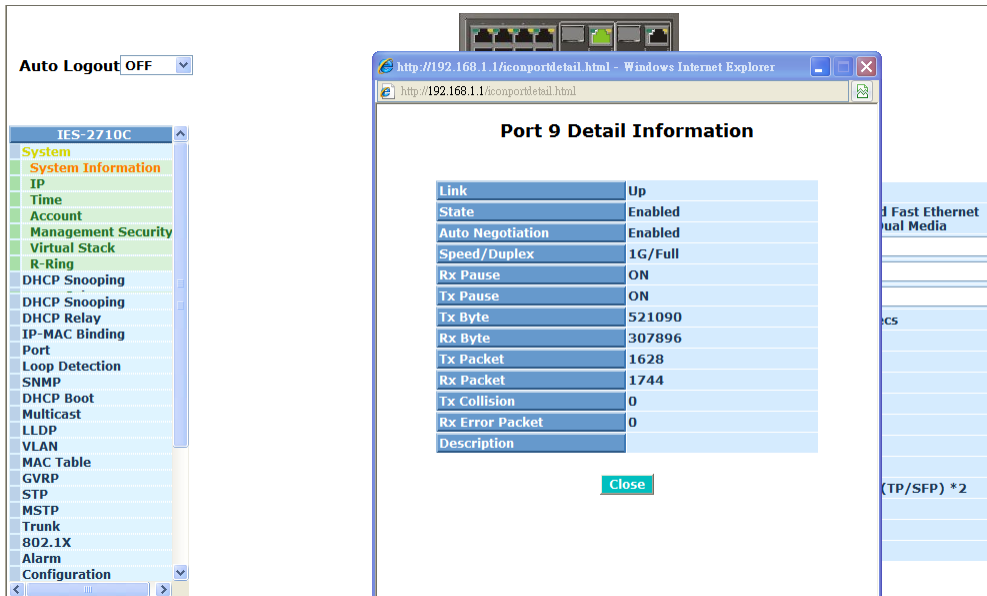 Auto Logout OFF
IES-2710C
System
System Information
IP
Time
Account
Management Security
Virtual Stack
R-Ring
DHCP Snooping
DHCP Snooping
DHCP Relay
IP-MAC Binding
Port
Loop Detection
SNMP
DHCP Boot
Multicast
LLDP
VLAN
MAC Table
GVRP
STP
MSTP
Trunk
802.1X
Alarm
Configuration
http://192.168.1.1/iconportdetail.html - Windows Internet Explorer
http://192.168.1.1/iconportdetail.html
Port 9 Detail Information
Link Up
State Enabled
Auto Negotiation Enabled
Speed/Duplex 1G/Full
Rx Pause ON
Tx Pause ON
Tx Byte 521090
Rx Byte 307896
Tx Packet 1628
Rx Packet 1744
Tx Collision 0
Rx Error Packet 0
Description
Close
d Fast Ethernet
Dual Media
ecs
(TP/SFP) *2